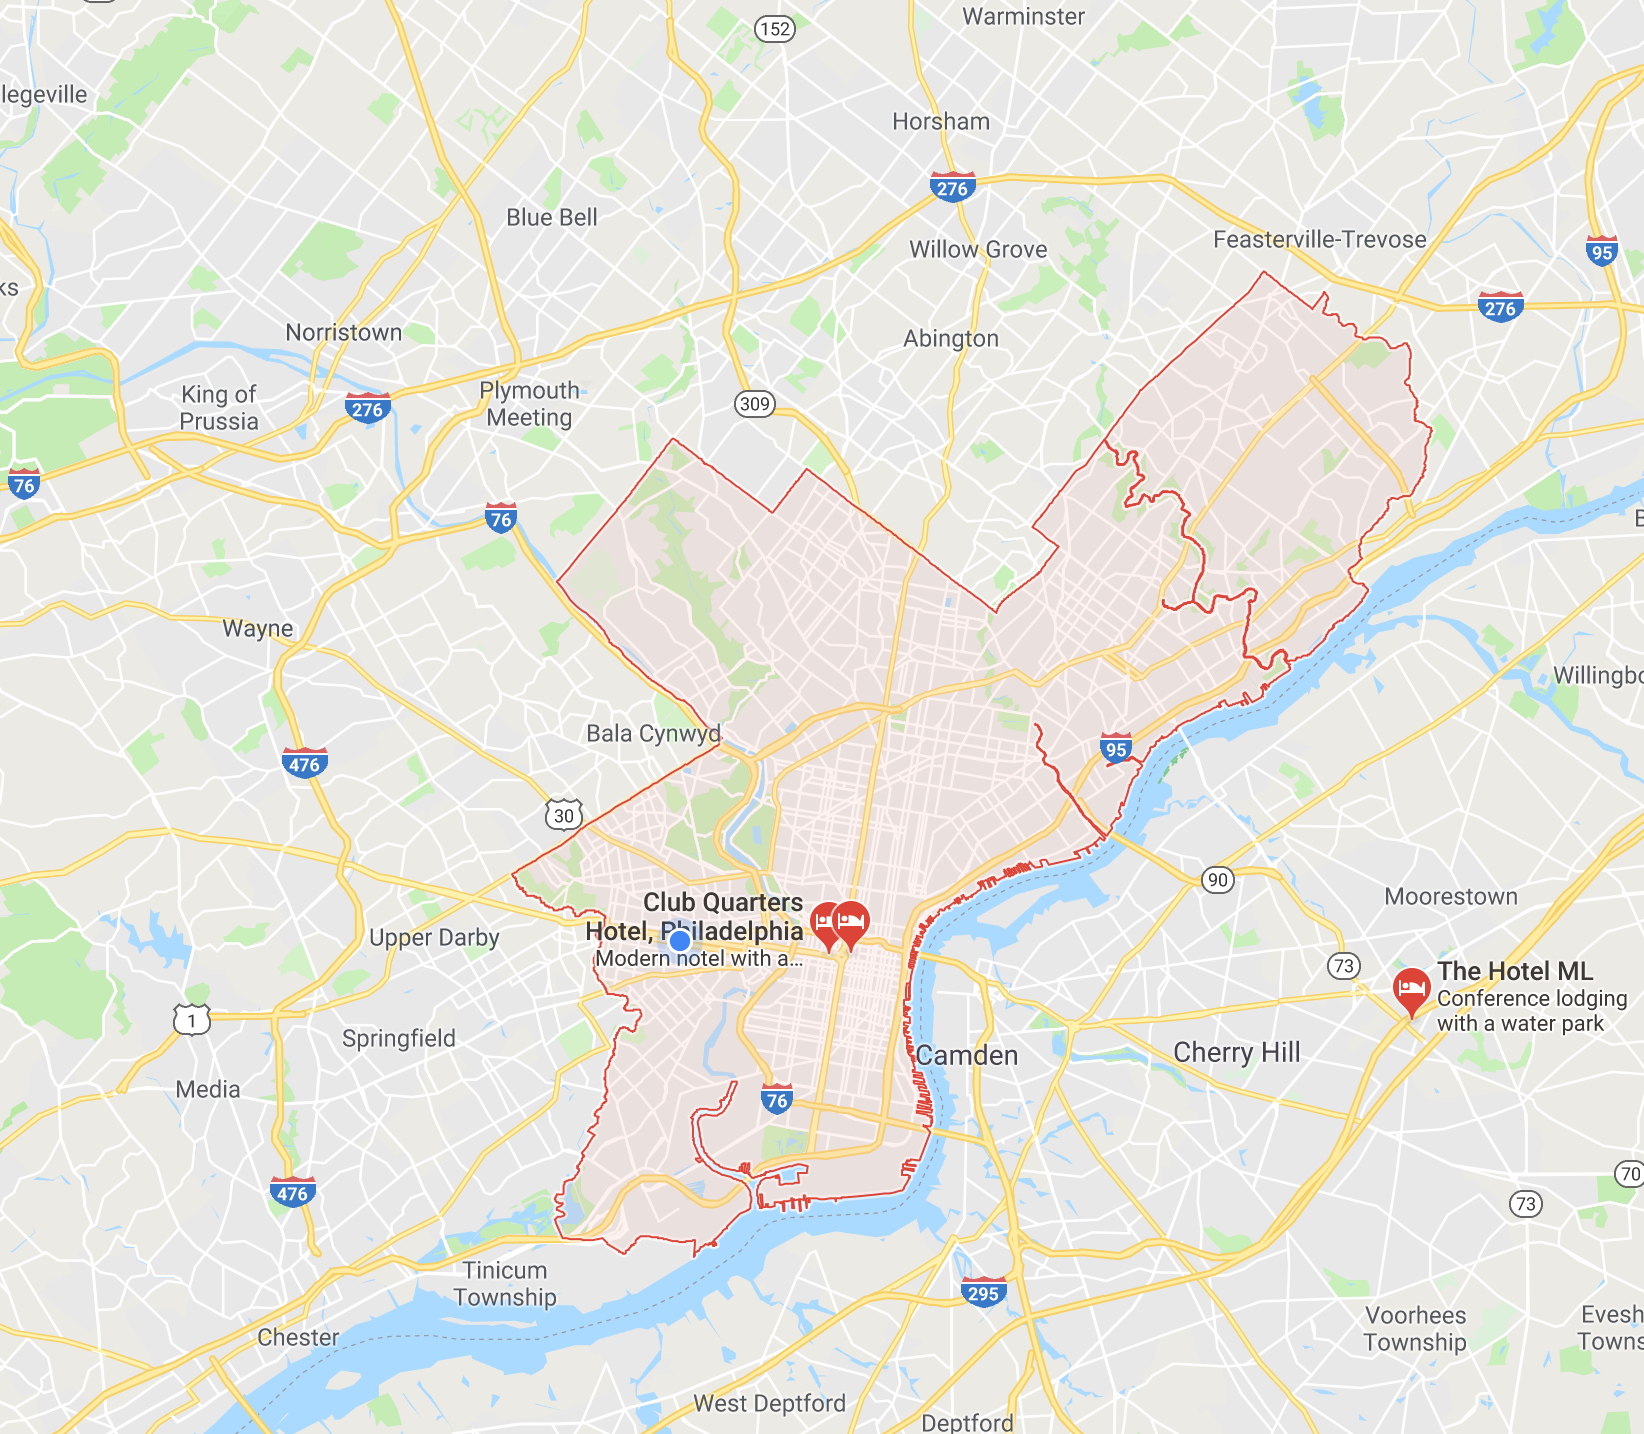 Warminster
152
legeville
Horsham
276
Blue Bell
Willow Grove
Feasterville-Trevose
95
ks
276
Norristown
Abington
King of
Prussia
Plymouth
Meeting
276
309
76
76
Wayne
Willingbo
Bala Cynwyd
95
476
30
90
Moorestown
Club Quarters
Hotel, Philadelphia
Modern hotel with a...
Upper Darby
73
The Hotel ML
Conference lodging
with a water park
1
Springfield
Camden
Cherry Hill
Media
76
476
70
73
Tinicum
Township
295
Chester
Voorhees
Township
Evesh
Towns
West Deptford
Deptford